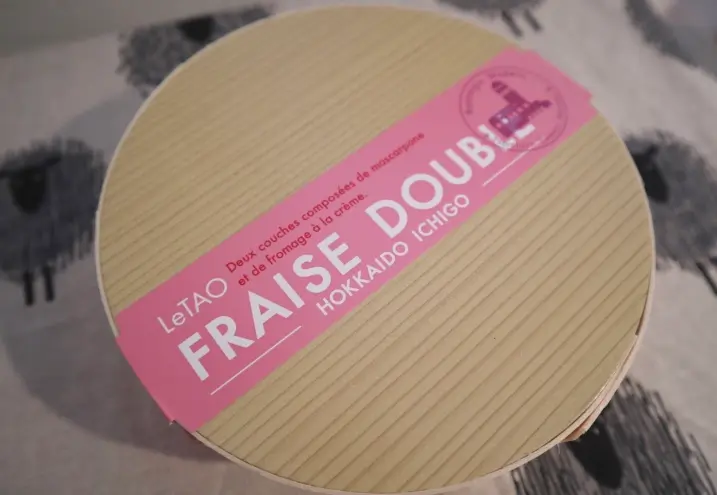 LeTAO
Deux couches composées de mascarpone
et de fromage à la crème.
FRAISE DOUBLE
HOKKAIDO ICHIGO